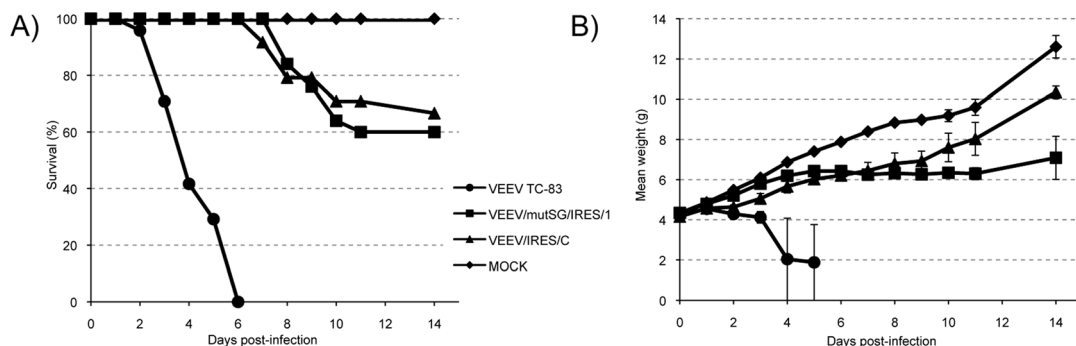 A)
Survival (%)
100
80
60
40
20
0
0 2 4 6 8 10 12 14
Days post-infection
VEEV TC-83
VEEV/mutSG/IRES/1
VEEV/IRES/C
MOCK
B)
Mean weight (g)
14
12
10
8
6
4
2
0
0 2 4 6 8 10 12 14
Days post-infection